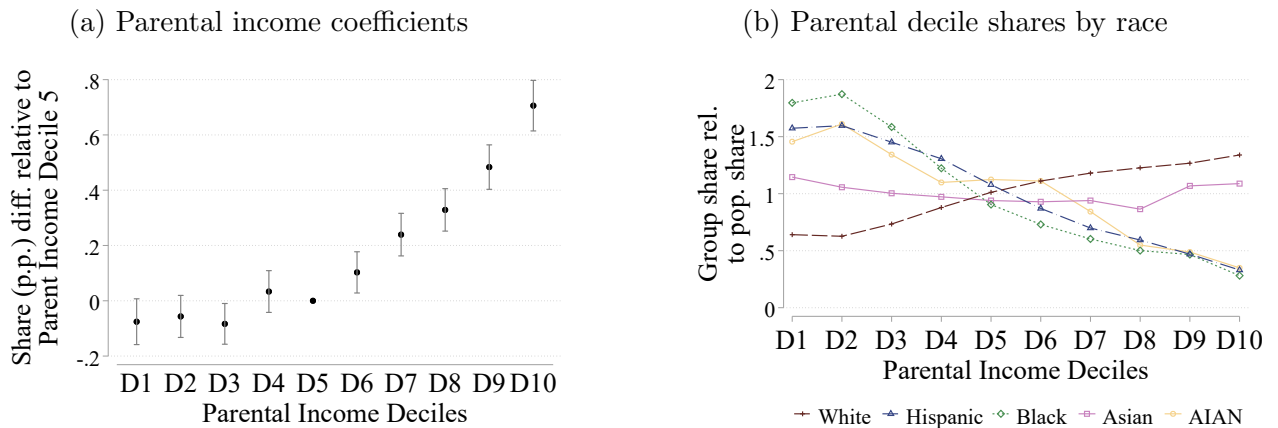 (a) Parental income coefficients
Share (p.p.) diff. relative to
Parent Income Decile 5
.8
.6
.4
.2
0
-.2
D1 D2 D3 D4 D5 D6 D7 D8 D9 D10
Parental Income Deciles
(b) Parental decile shares by race
Group share rel.
to pop. share
2
1.5
1
.5
0
D1 D2 D3 D4 D5 D6 D7 D8 D9 D10
Parental Income Deciles
White Hispanic Black Asian AIAN